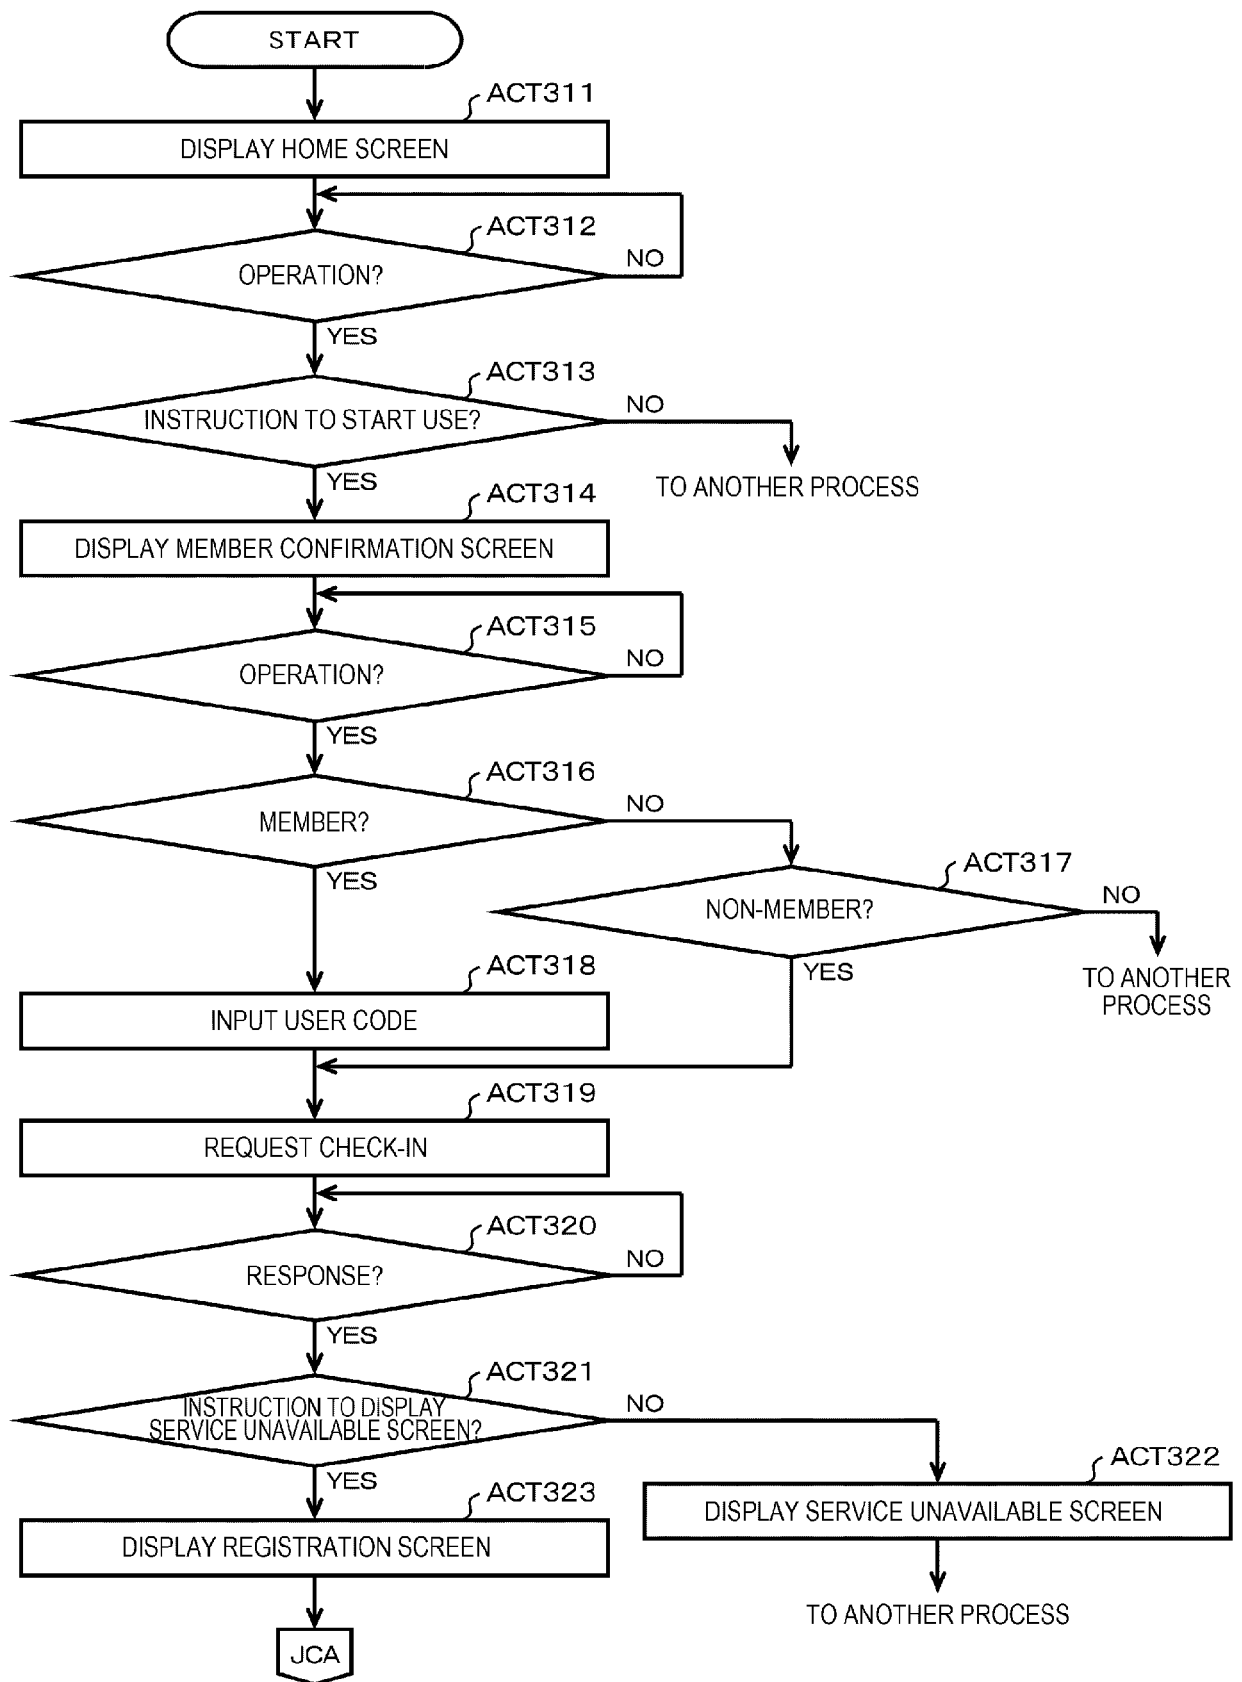 START
ACT311
DISPLAY HOME SCREEN
ACT312
OPERATION?
NO
YES
ACT313
INSTRUCTION TO START USE?
NO
TO ANOTHER PROCESS
YES
ACT314
DISPLAY MEMBER CONFIRMATION SCREEN
ACT315
OPERATION?
NO
YES
ACT316
MEMBER?
NO
YES
ACT317
NON-MEMBER?
NO
TO ANOTHER
PROCESS
YES
ACT318
INPUT USER CODE
ACT319
REQUEST CHECK-IN
ACT320
RESPONSE?
NO
YES
ACT321
INSTRUCTION TO DISPLAY
SERVICE UNAVAILABLE SCREEN?
NO
YES
ACT322
DISPLAY SERVICE UNAVAILABLE SCREEN
TO ANOTHER PROCESS
ACT323
DISPLAY REGISTRATION SCREEN
JCA